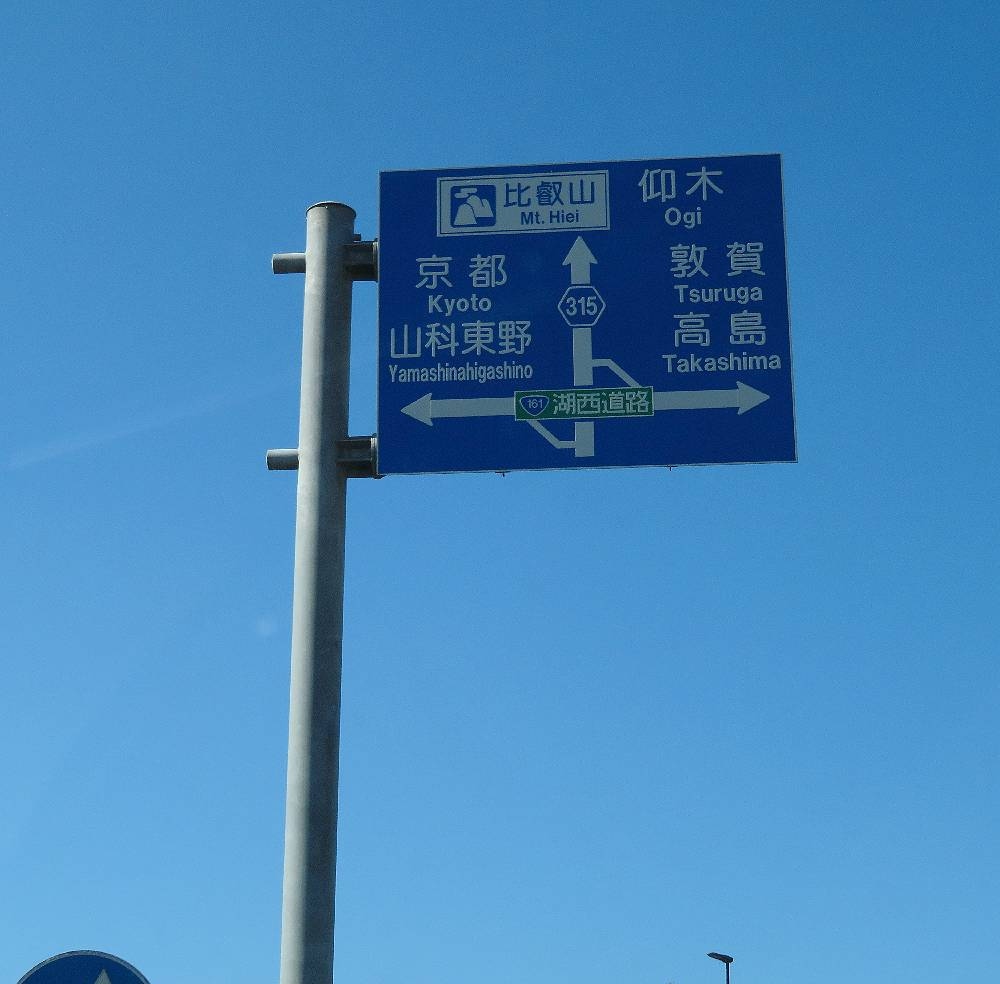 比叡山
Mt. Hiei
仰木
Ogi
京都
Kyoto
山科東野
Yamashinahigashino
315
敦賀
Tsuruga
高島
Takashima
161 湖西道路